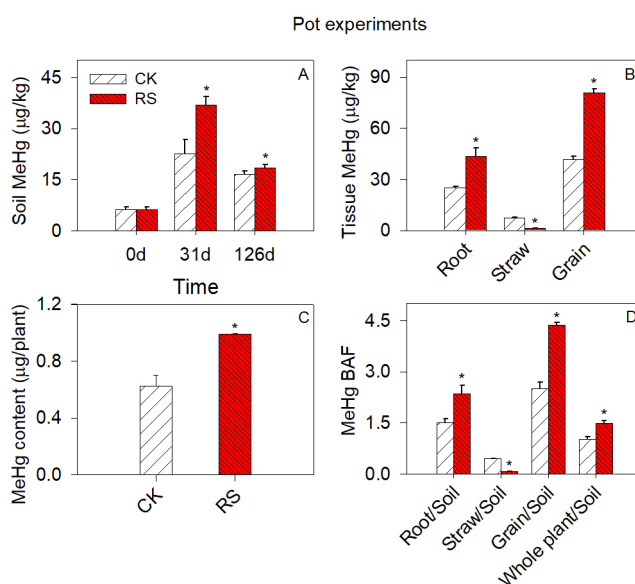 Pot experiments
A
CK
RS
Soil MeHg (μg/kg)
45
30
15
0
*
*
0d 31d 126d
Time
B
Tissue MeHg (μg/kg)
90
60
30
0
*
*
*
Root Straw Grain
C
MeHg content (μg/plant)
1.2
0.8
0.4
0.0
*
CK RS
D
MeHg BAF
4.5
3.0
1.5
0.0
*
*
*
*
Root/Soil Straw/Soil Grain/Soil Whole plant/Soil